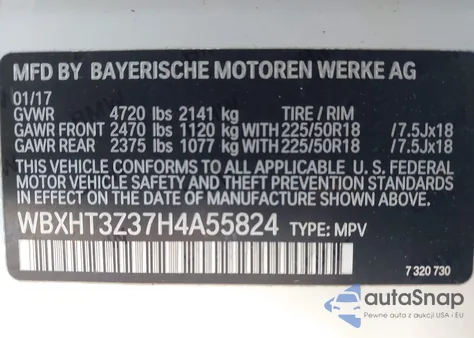 MFD BY BAYERISCHE MOTOREN WERKE AG
01/17
GVWR 4720 lbs 2141 kg TIRE / RIM
GAWR FRONT 2470 lbs 1120 kg WITH 225/50R18 /7.5Jx18
GAWR REAR 2375 lbs 1077 kg WITH 225/50R18 /7.5Jx18
THIS VEHICLE CONFORMS TO ALL APPLICABLE U.S. FEDERAL
MOTOR VEHICLE SAFETY, BUMPER, AND THEFT PREVENTION
STANDARDS IN EFFECT ON THE DATE OF MANUFACTURE
SHOWN ABOVE.
WBXHT3Z37H4A55824 TYPE: MPV
7 320 730
autoSnap
Pewne auta z aukcji USA i EU